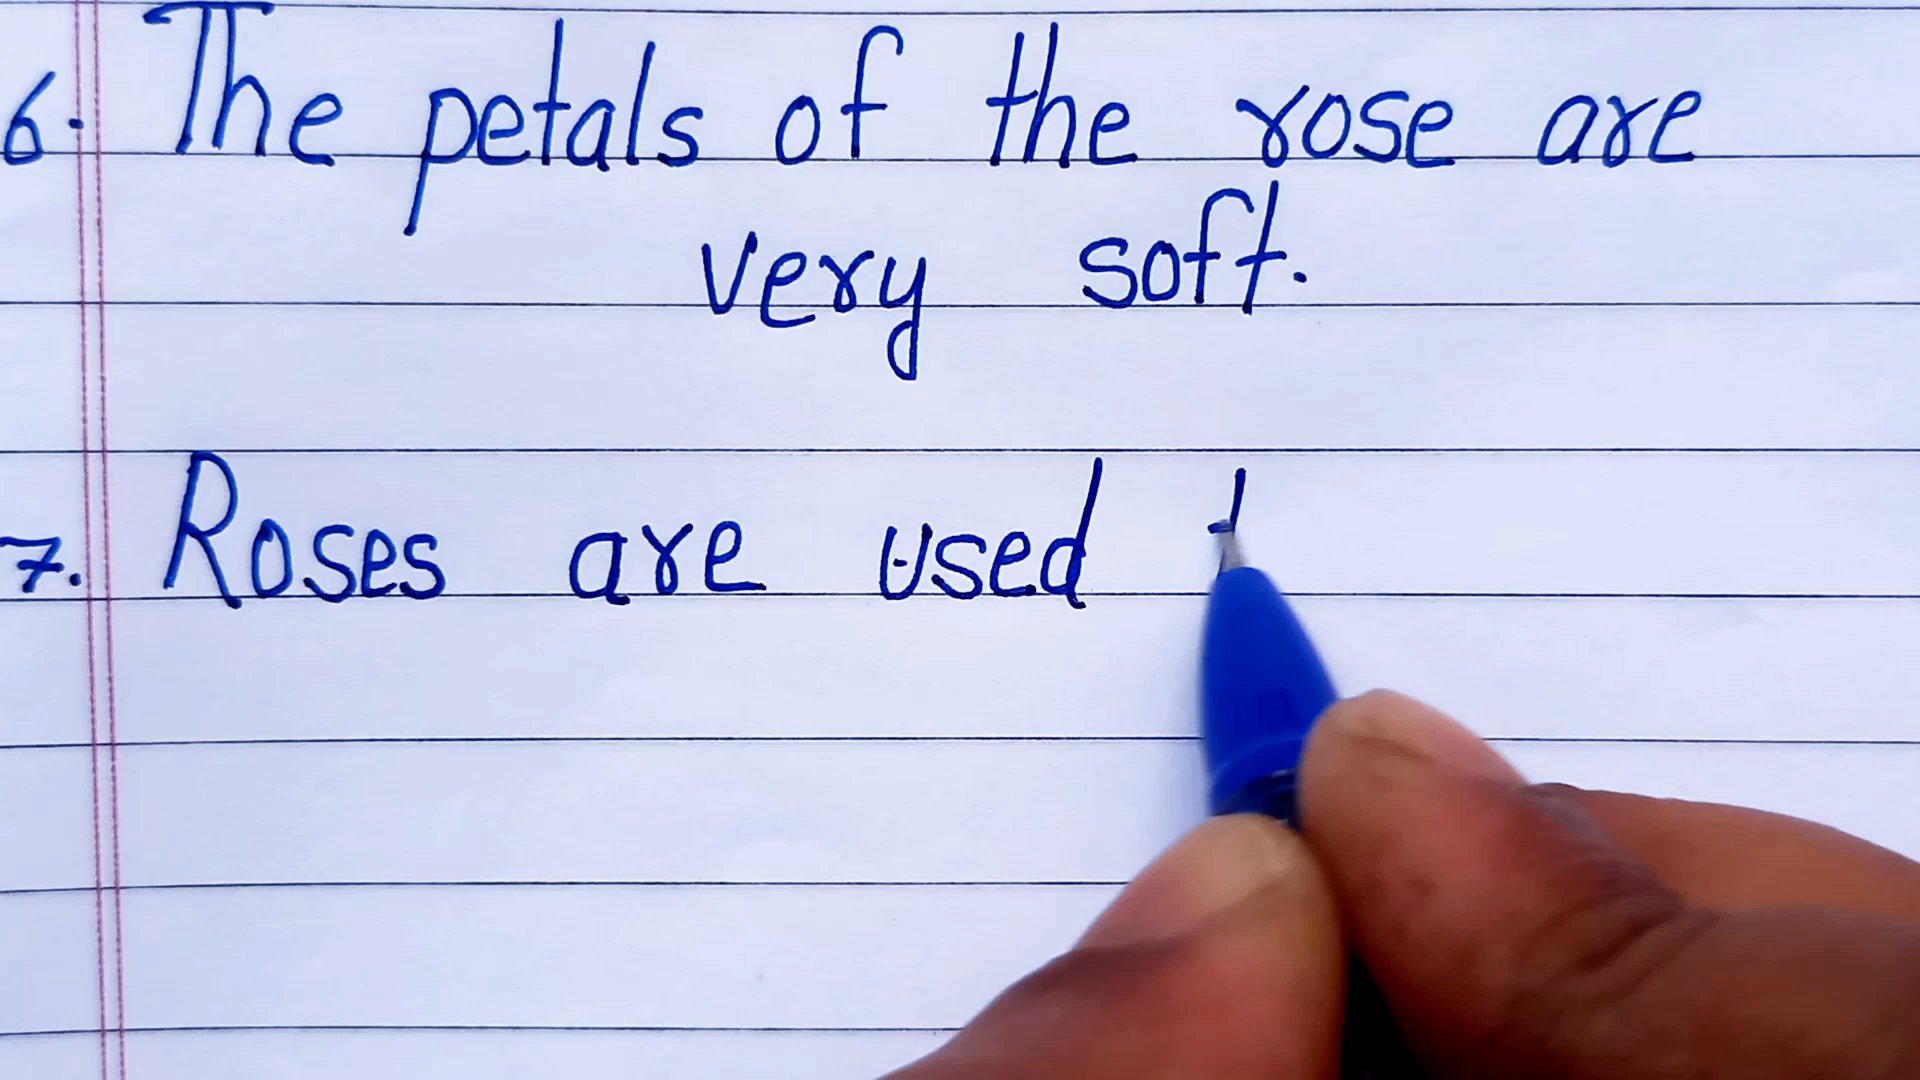 6. The petals of the rose are
very soft.
7. Roses are used t